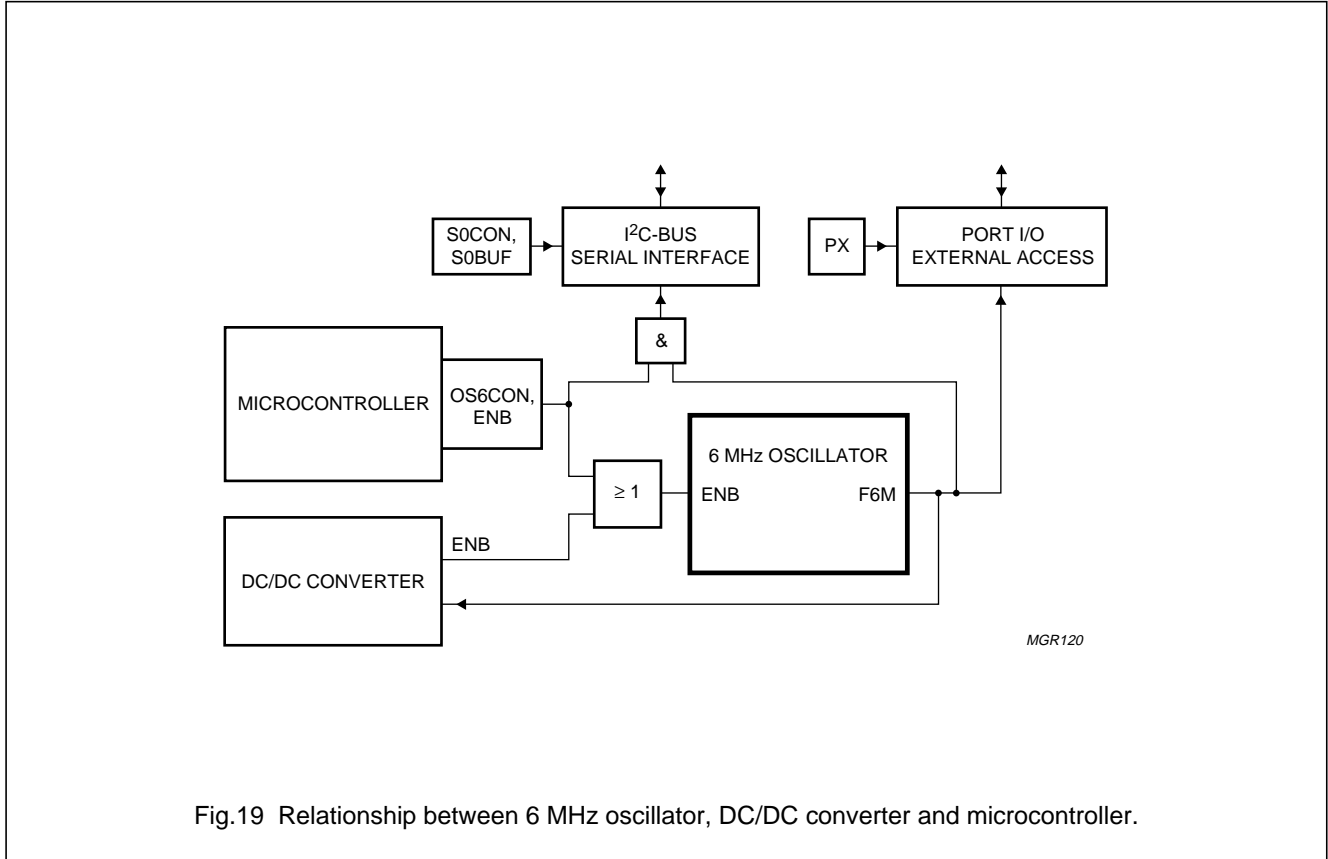 S0CON,
S0BUF
I2C-BUS
SERIAL INTERFACE
PX
PORT I/O
EXTERNAL ACCESS
&
MICROCONTROLLER
OS6CON,
ENB
≥ 1
6 MHz OSCILLATOR
ENB F6M
ENB
DC/DC CONVERTER
MGR120
Fig.19 Relationship between 6 MHz oscillator, DC/DC converter and microcontroller.